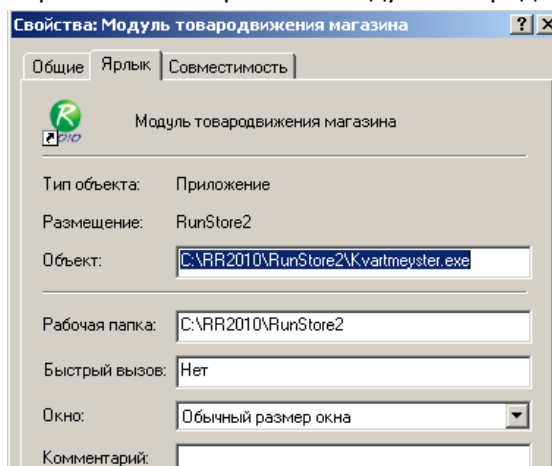 Свойства: Модуль товародвижения магазина
Общие Ярлык Совместимость
Модуль товародвижения магазина
Тип объекта: Приложение
Размещение: RunStore2
Объект: C:\RR2010\RunStore2\Kvartmeyster.exe
Рабочая папка: C:\RR2010\RunStore2
Быстрый вызов: Нет
Окно: Обычный размер окна
Комментарий: